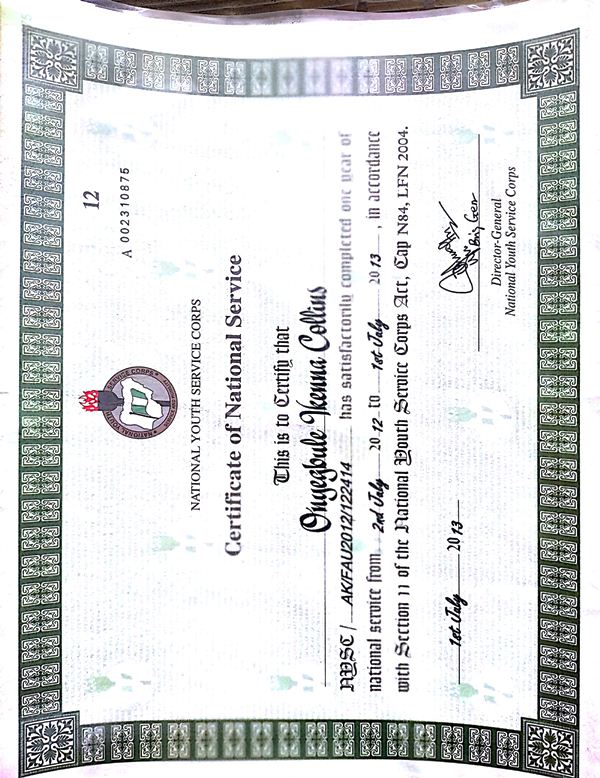 12
A 002310875
NATIONAL YOUTH SERVICE CORPS
Certificate of National Service
This is to Certify that
Onyegbule Ikenna Collins
NYSC/ AK/FAU/2012/122414 has satisfactorily completed one year of
national service from 2nd July 2012 to 1st July 2013, in accordance
with Section 11 of the National Youth Service Corps Act, Cap N84, LFN 2004.
1st July 2013
Brig Gen
Director-General
National Youth Service Corps